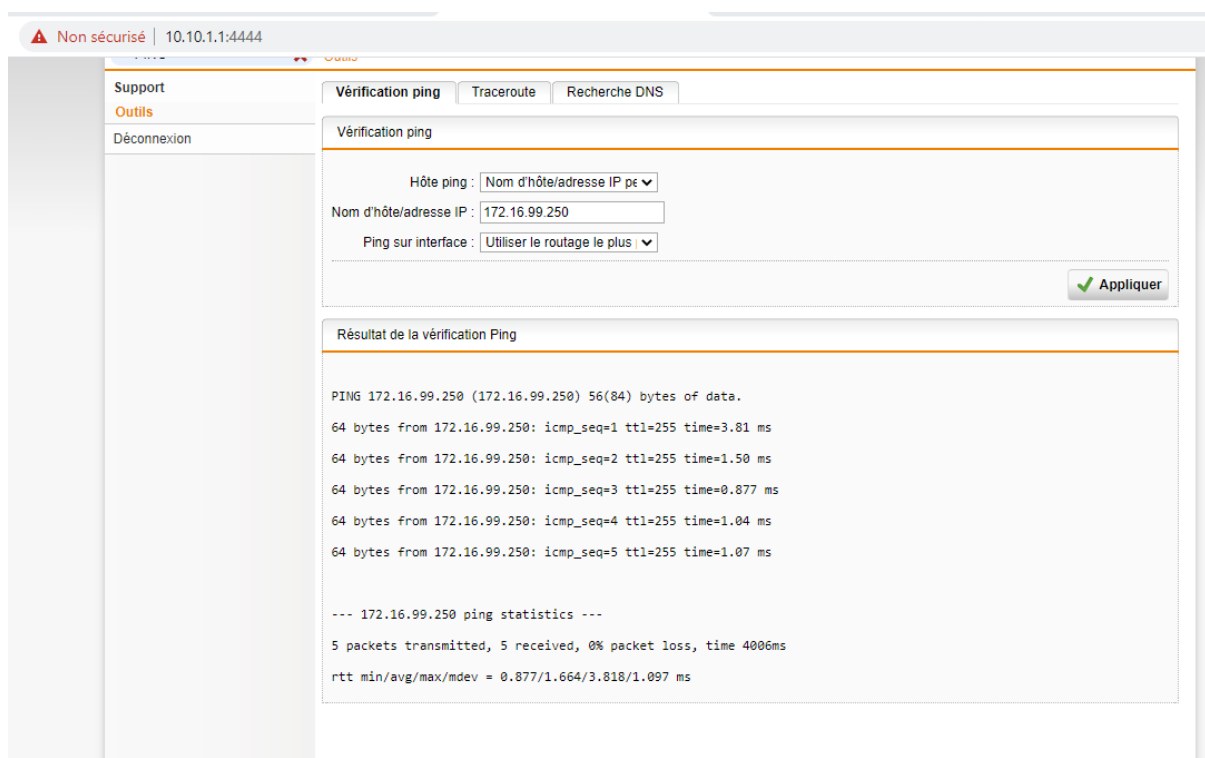 Non sécurisé | 10.10.1.1:4444
Outils
Support
Outils
Déconnexion
Vérification ping
Traceroute
Recherche DNS
Vérification ping
Hôte ping : Nom d'hôte/adresse IP pe
Nom d'hôte/adresse IP : 172.16.99.250
Ping sur interface : Utiliser le routage le plus
Appliquer
Résultat de la vérification Ping
PING 172.16.99.250 (172.16.99.250) 56(84) bytes of data.
64 bytes from 172.16.99.250: icmp_seq=1 ttl=255 time=3.81 ms
64 bytes from 172.16.99.250: icmp_seq=2 ttl=255 time=1.50 ms
64 bytes from 172.16.99.250: icmp_seq=3 ttl=255 time=0.877 ms
64 bytes from 172.16.99.250: icmp_seq=4 ttl=255 time=1.04 ms
64 bytes from 172.16.99.250: icmp_seq=5 ttl=255 time=1.07 ms
--- 172.16.99.250 ping statistics ---
5 packets transmitted, 5 received, 0% packet loss, time 4006ms
rtt min/avg/max/mdev = 0.877/1.664/3.818/1.097 ms